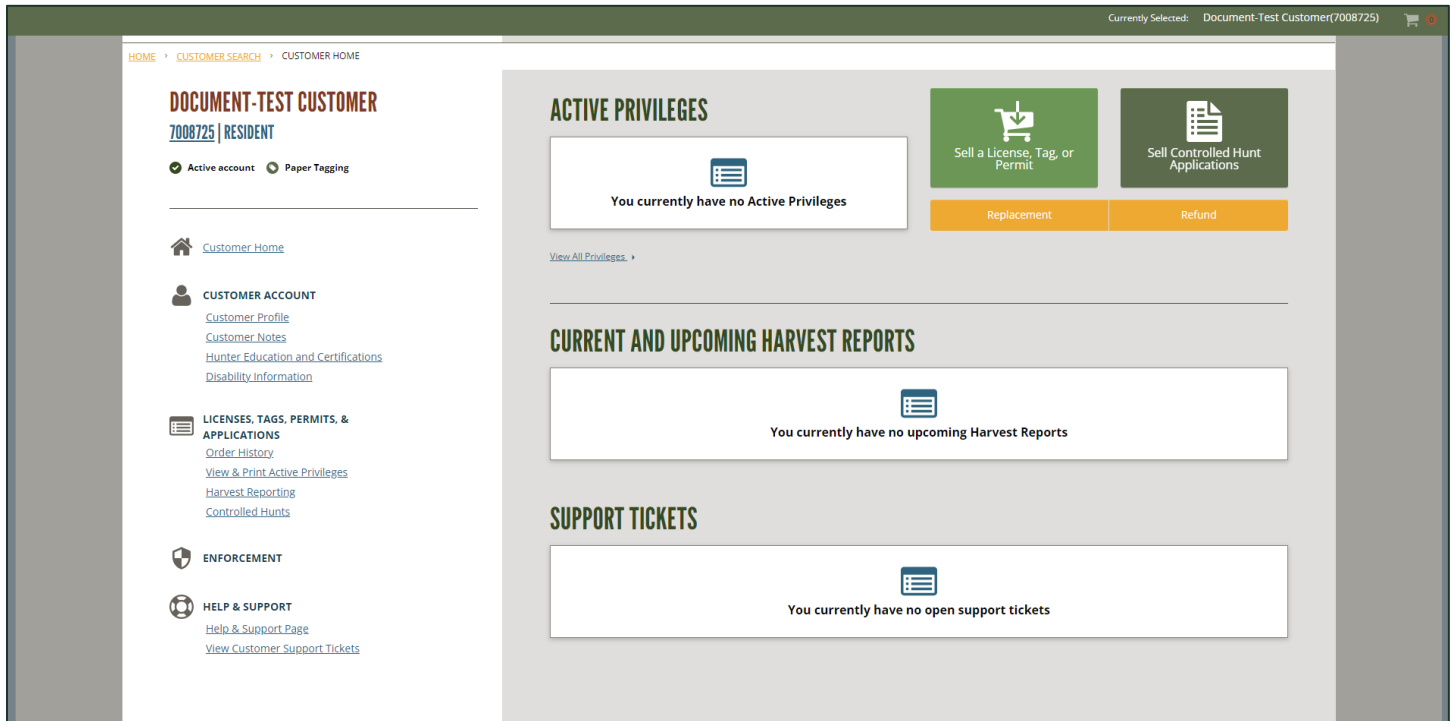 Currently Selected: Document-Test Customer(7008725) 0
HOME › CUSTOMER SEARCH › CUSTOMER HOME
DOCUMENT-TEST CUSTOMER
7008725 | RESIDENT
Active account Paper Tagging
Customer Home
CUSTOMER ACCOUNT
Customer Profile
Customer Notes
Hunter Education and Certifications
Disability Information
LICENSES, TAGS, PERMITS, &
APPLICATIONS
Order History
View & Print Active Privileges
Harvest Reporting
Controlled Hunts
ENFORCEMENT
HELP & SUPPORT
Help & Support Page
View Customer Support Tickets
ACTIVE PRIVILEGES
You currently have no Active Privileges
View All Privileges
Sell a License, Tag, or
Permit
Sell Controlled Hunt
Applications
Replacement
Refund
CURRENT AND UPCOMING HARVEST REPORTS
You currently have no upcoming Harvest Reports
SUPPORT TICKETS
You currently have no open support tickets